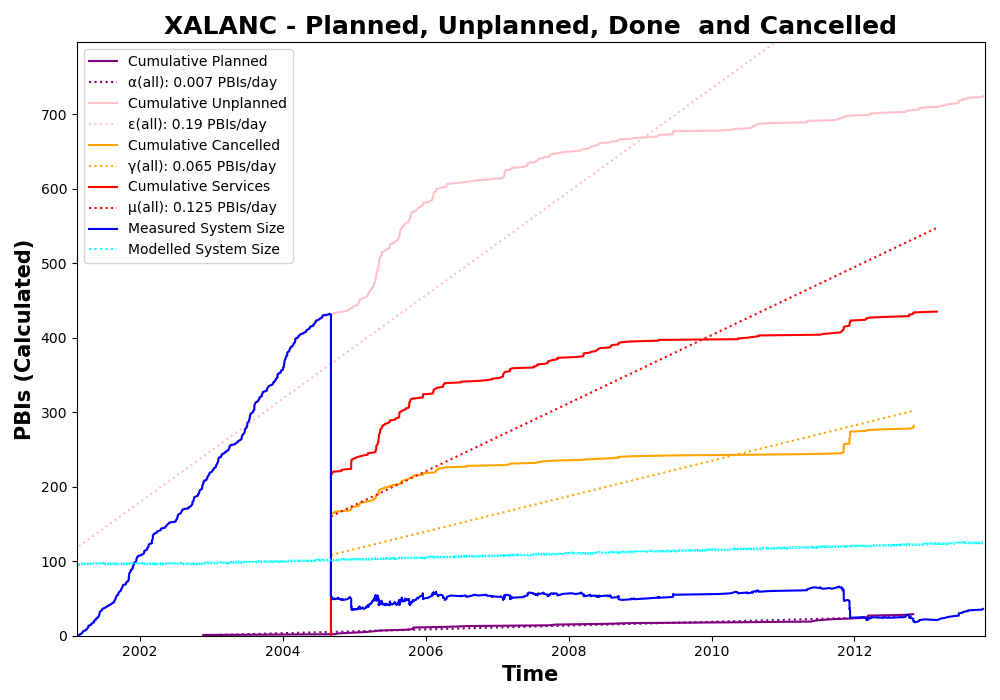 XALANC - Planned, Unplanned, Done  and Cancelled
Cumulative Planned
α(all): 0.007 PBIs/day
Cumulative Unplanned
ε(all): 0.19 PBIs/day
Cumulative Cancelled
γ(all): 0.065 PBIs/day
Cumulative Services
μ(all): 0.125 PBIs/day
Measured System Size
Modelled System Size
PBIs (Calculated)
700
600
500
400
300
200
100
0
2002 2004 2006 2008 2010 2012
Time